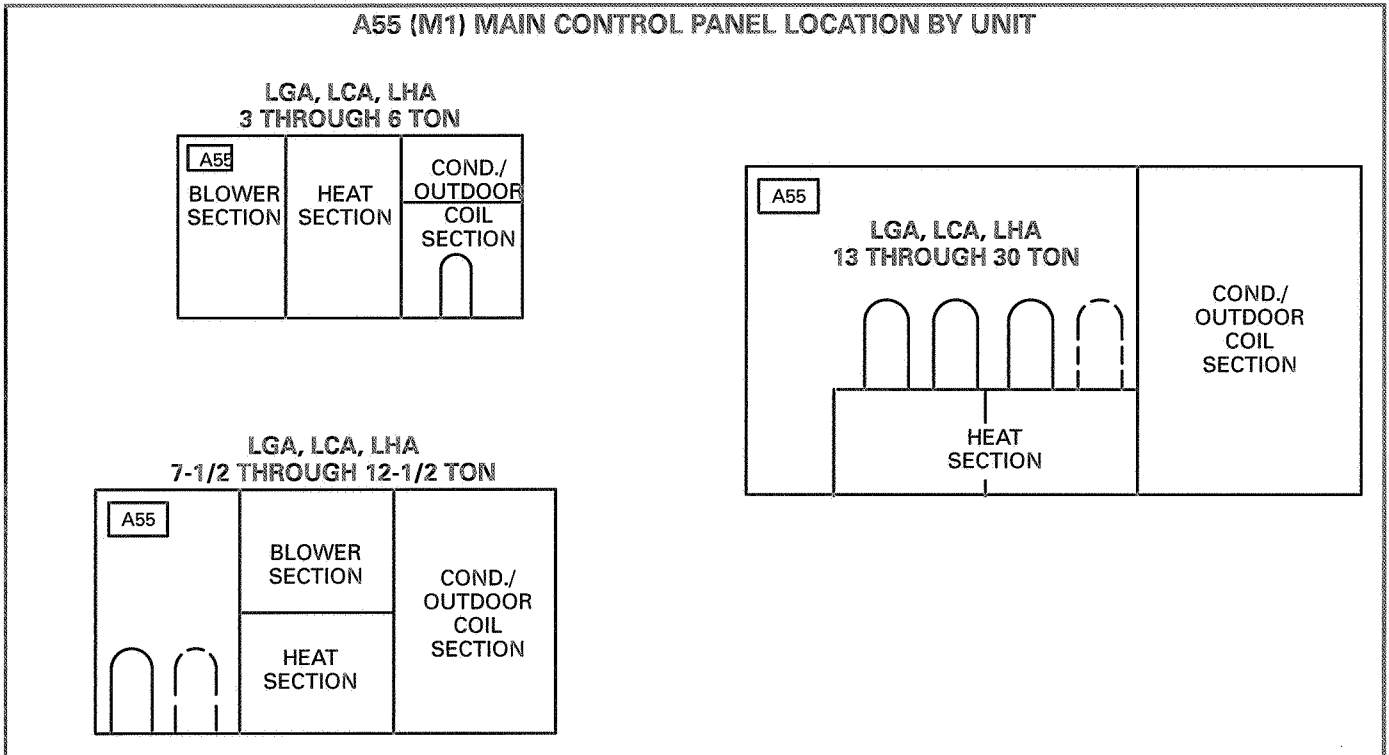 A55 (M1) MAIN CONTROL PANEL LOCATION BY UNIT
LGA, LCA, LHA
3 THROUGH 6 TON
A55
BLOWER
SECTION
HEAT
SECTION
COND./
OUTDOOR
COIL
SECTION
LGA, LCA, LHA
7-1/2 THROUGH 12-1/2 TON
A55
BLOWER
SECTION
HEAT
SECTION
COND./
OUTDOOR
COIL
SECTION
A55
LGA, LCA, LHA
13 THROUGH 30 TON
HEAT
SECTION
COND./
OUTDOOR
COIL
SECTION